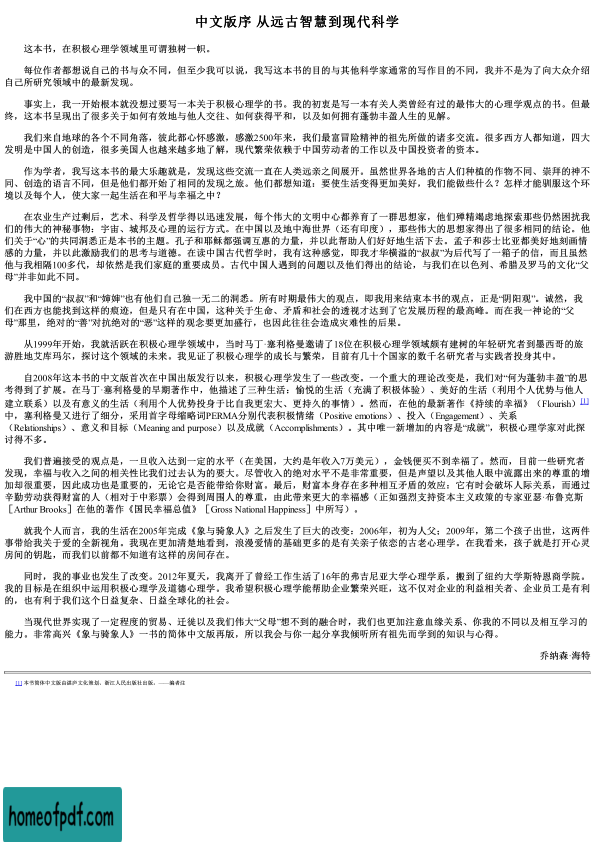 中文版序 从远古智慧到现代科学
这本书，在积极心理学领域里可谓独树一帜。
每位作者都想说自己的书与众不同，但至少我可以说，我写这本书的目的与其他科学家通常的写作目的不同，我并不是为了向大众介绍
自己所研究领域中的最新发现。
事实上，我一开始根本就没想过要写一本关于积极心理学的书。我的初衷是写一本有关人类曾经有过的最伟大的心理学观点的书。但最
终，这本书呈现出了很多关于如何有效地与他人交往、如何获得平和，以及如何拥有蓬勃丰盈人生的见解。
我们来自地球的各个不同角落，彼此都心怀感激，感激2500年来，我们最富冒险精神的祖先所做的诸多交流。很多西方人都知道，四大
发明是中国人的创造，很多美国人也越来越多地了解，现代繁荣依赖于中国劳动者的工作以及中国投资者的资本。
作为学者，我写这本书的最大乐趣就是，发现这些交流一直在人类远亲之间展开。虽然世界各地的古人们种植的作物不同、崇拜的神不
同、创造的语言不同，但是他们都开始了相同的发现之旅。他们都想知道：要使生活变得更加美好，我们能做些什么？怎样才能驯服这个环
境以及每个人，使大家一起生活在和平与幸福之中？
在农业生产过剩后，艺术、科学及哲学得以迅速发展，每个伟大的文明中心都养育了一群思想家，他们殚精竭虑地探索那些仍然困扰我
们的伟大的神秘事物：宇宙、城邦及心理的运行方式。在中国以及地中海世界（还有印度），那些伟大的思想家得出了很多相同的结论。他
们关于“心”的共同洞悉正是本书的主题。孔子和耶稣都强调互惠的力量，并以此帮助人们好好地生活下去。孟子和莎士比亚都美好地刻画情
感的力量，并以此激励我们的思考与道德。在读中国古代哲学时，我有这种感觉，即我才华横溢的“叔叔”为后代写了一箱子的信，而且虽然
他与我相隔100多代，却依然是我们家庭的重要成员。古代中国人遇到的问题以及他们得出的结论，与我们在以色列、希腊及罗马的文化“父
母”并非如此不同。
我中国的“叔叔”和“婶婶”也有他们自己独一无二的洞悉。所有时期最伟大的观点，即我用来结束本书的观点，正是“阴阳观”。诚然，我
们在西方也能找到这样的痕迹，但是只有在中国，这种关于生命、矛盾和社会的透视才达到了它发展历程的最高峰。而在我一神论的“父
母”那里，绝对的“善”对抗绝对的“恶”这样的观念要更加盛行，也因此往往会造成灾难性的后果。
从1999年开始，我就活跃在积极心理学领域中，当时马丁·塞利格曼邀请了18位在积极心理学领域颇有建树的年轻研究者到墨西哥的旅
游胜地艾库玛尔，探讨这个领域的未来。我见证了积极心理学的成长与繁荣，目前有几十个国家的数千名研究者与实践者投身其中。
自2008年这本书的中文版首次在中国出版发行以来，积极心理学发生了一些改变。一个重大的理论改变是，我们对“何为蓬勃丰盈”的思
考得到了扩展。在马丁·塞利格曼的早期著作中，他描述了三种生活：愉悦的生活（充满了积极体验）、美好的生活（利用个人优势与他人
建立联系）以及有意义的生活（利用个人优势投身于比自我更宏大、更持久的事情）。然而，在他的最新著作《持续的幸福》（Flourish）[1]
中，塞利格曼又进行了细分，采用首字母缩略词PERMA分别代表积极情绪（Positive emotions）、投入（Engagement）、关系
（Relationships）、意义和目标（Meaning and purpose）以及成就（Accomplishments）。其中唯一新增加的内容是“成就”，积极心理学家对此探
讨得不多。
我们普遍接受的观点是，一旦收入达到一定的水平（在美国，大约是年收入7万美元），金钱便买不到幸福了。然而，目前一些研究者
发现，幸福与收入之间的相关性比我们过去认为的要大。尽管收入的绝对水平不是非常重要，但是声望以及其他人眼中流露出来的尊重的增
加却很重要，因此成功也是重要的，无论它是否能带给你财富。最后，财富本身存在多种相互矛盾的效应：它有时会破坏人际关系，而通过
辛勤劳动获得财富的人（相对于中彩票）会得到周围人的尊重，由此带来更大的幸福感（正如强烈支持资本主义政策的专家亚瑟·布鲁克斯
［Arthur Brooks］在他的著作《国民幸福总值》［Gross National Happiness］中所写）。
就我个人而言，我的生活在2005年完成《象与骑象人》之后发生了巨大的改变：2006年，初为人父；2009年，第二个孩子出世，这两件
事带给我关于爱的全新视角。我现在更加清楚地看到，浪漫爱情的基础更多的是有关亲子依恋的古老心理学。在我看来，孩子就是打开心灵
房间的钥匙，而我们以前都不知道有这样的房间存在。
同时，我的事业也发生了改变。2012年夏天，我离开了曾经工作生活了16年的弗吉尼亚大学心理学系，搬到了纽约大学斯特恩商学院。
我的目标是在组织中运用积极心理学及道德心理学。我希望积极心理学能帮助企业繁荣兴旺，这不仅对企业的利益相关者、企业员工是有利
的，也有利于我们这个日益复杂、日益全球化的社会。
当现代世界实现了一定程度的贸易、迁徙以及我们伟大“父母”想不到的融合时，我们也更加注意血缘关系、你我的不同以及相互学习的
能力。非常高兴《象与骑象人》一书的简体中文版再版，所以我会与你一起分享我倾听所有祖先而学到的知识与心得。
乔纳森·海特
[1] 本书简体中文版由湛庐文化策划，浙江人民出版社出版。——编者注
homeofpdf.com